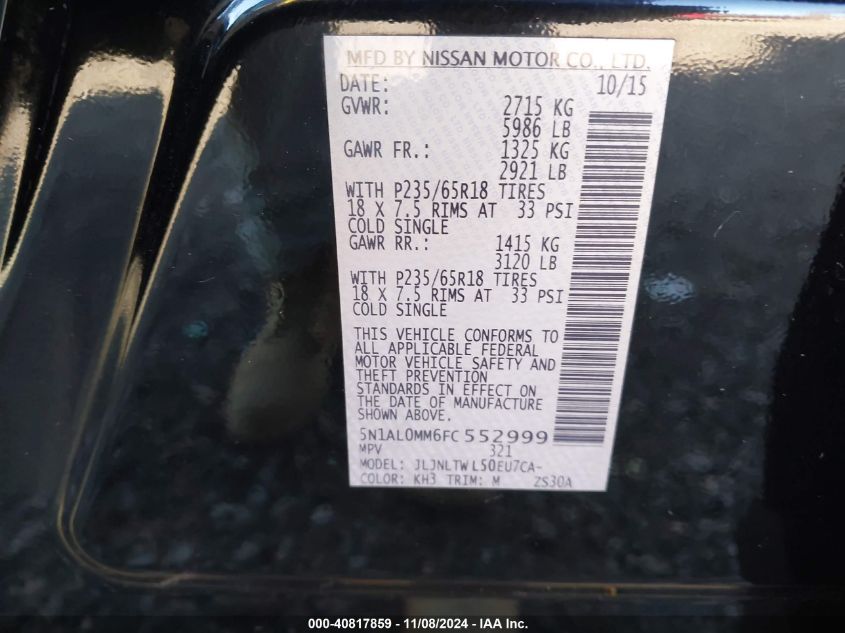 MFD BY NISSAN MOTOR CO., LTD.
DATE: 10/15
GVWR: 2715 KG
5986 LB
GAWR FR.: 1325 KG
2921 LB
WITH P235/65R18 TIRES
18 X 7.5 RIMS AT 33 PSI
COLD SINGLE
GAWR RR.: 1415 KG
3120 LB
WITH P235/65R18 TIRES
18 X 7.5 RIMS AT 33 PSI
COLD SINGLE
THIS VEHICLE CONFORMS TO
ALL APPLICABLE FEDERAL
MOTOR VEHICLE SAFETY AND
THEFT PREVENTION
STANDARDS IN EFFECT ON
THE DATE OF MANUFACTURE
SHOWN ABOVE.
5N1AL0MM6FC552999
MPV 321
MODEL: JLJNLTWL50EU7CA-
COLOR: KH3 TRIM: M ZS30A
000-40817859 - 11/08/2024 - IAA Inc.